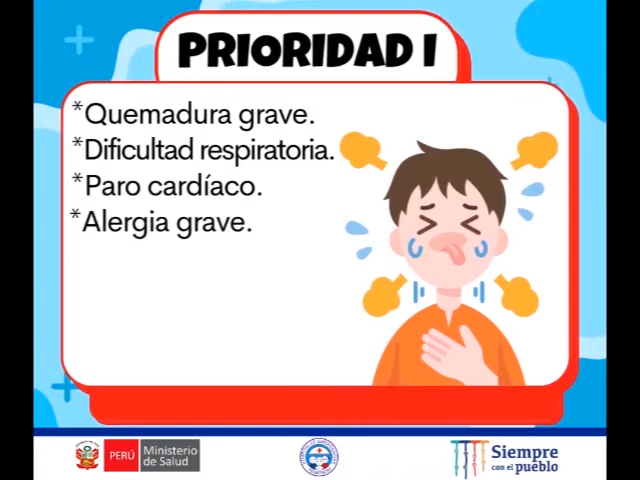 PRIORIDAD I
*Quemadura grave.
*Dificultad respiratoria.
*Paro cardíaco.
*Alergia grave.
PERÚ
Ministerio
de Salud
Siempre
con el pueblo